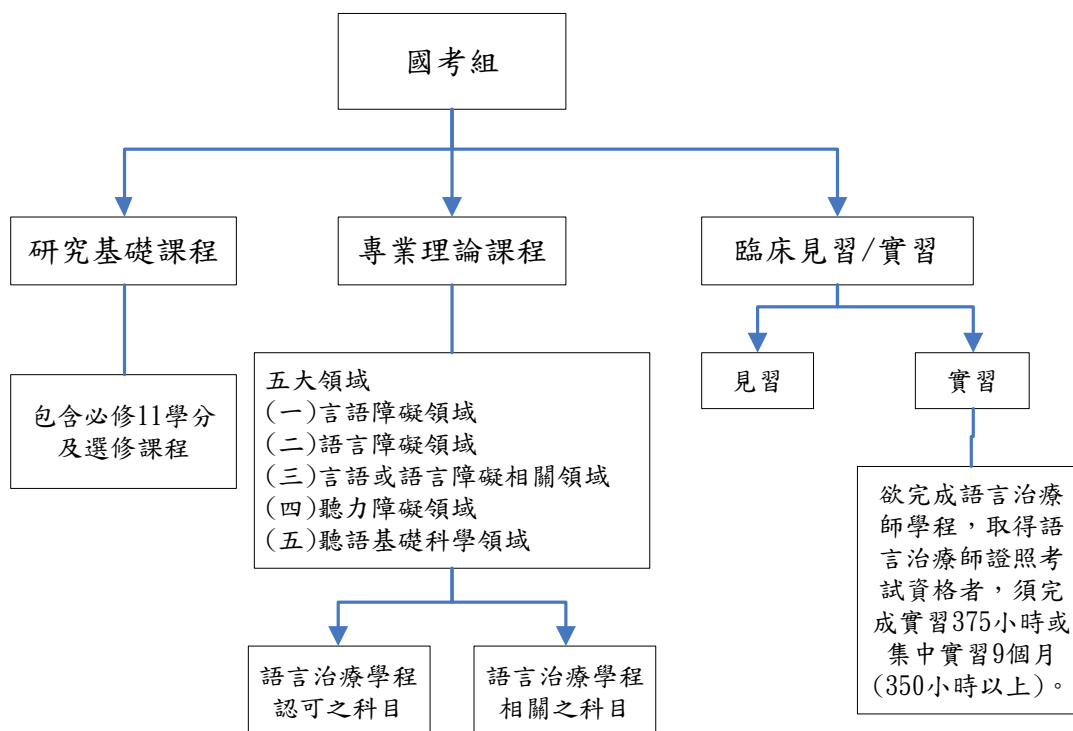 國考組
研究基礎課程
專業理論課程
臨床見習/實習
包含必修11學分
及選修課程
五大領域
(一)言語障礙領域
(二)語言障礙領域
(三)言語或語言障礙相關領域
(四)聽力障礙領域
(五)聽語基礎科學領域
見習
實習
語言治療學程
認可之科目
語言治療學程
相關之科目
欲完成語言治療
師學程，取得語
言治療師證照考
試資格者，須完
成實習375小時或
集中實習9個月
(350小時以上)。